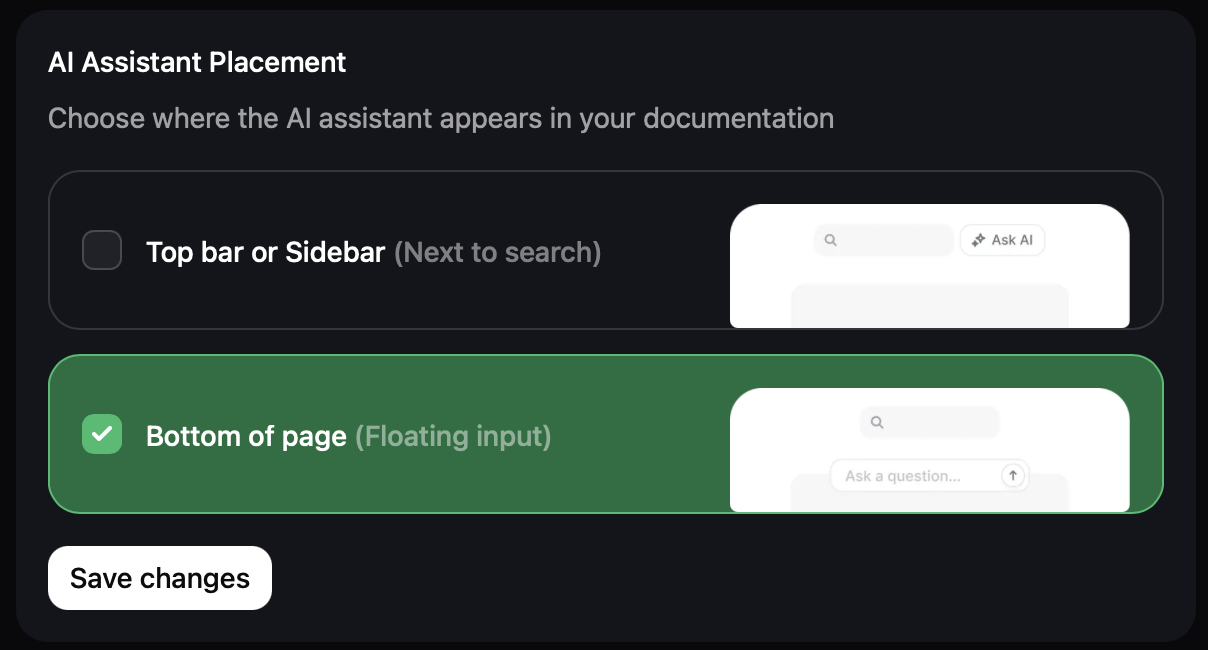 AI Assistant Placement
Choose where the AI assistant appears in your documentation
Top bar or Sidebar (Next to search)
Ask AI
Bottom of page (Floating input)
Ask a question...
Save changes